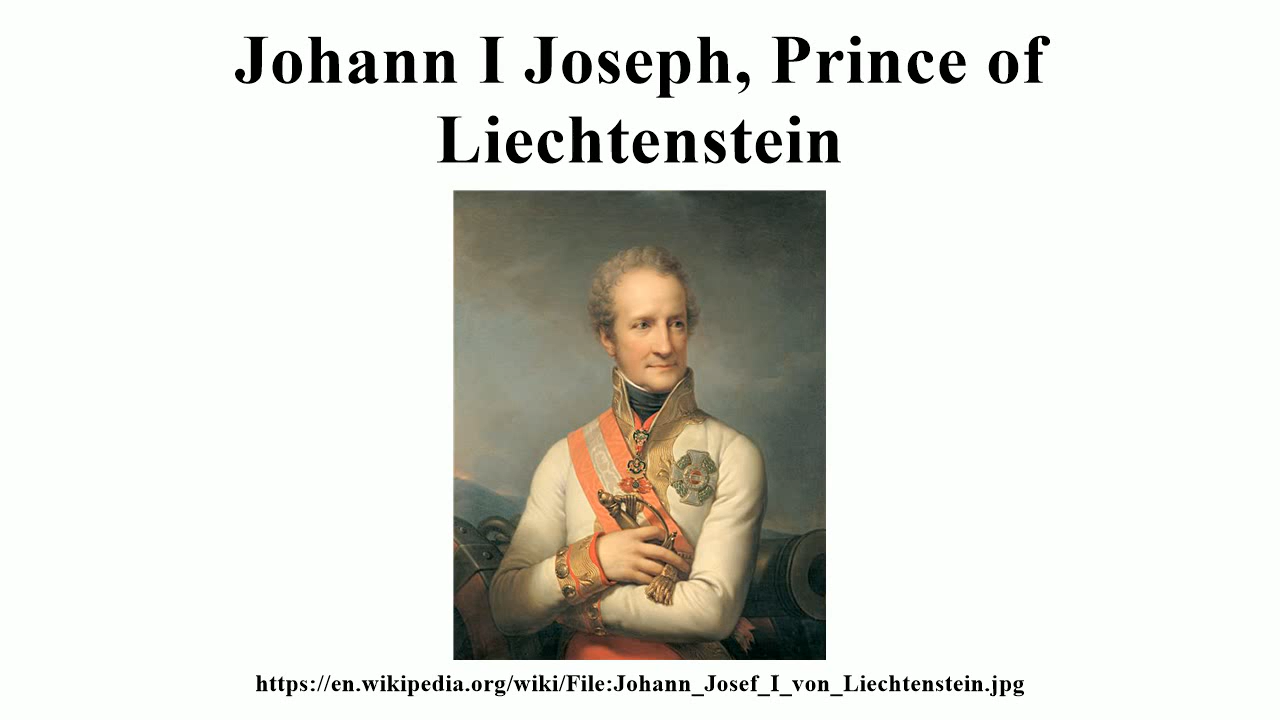 Johann I Joseph, Prince of
Liechtenstein
https://en.wikipedia.org/wiki/File:Johann_Josef_I_von_Liechtenstein.jpg